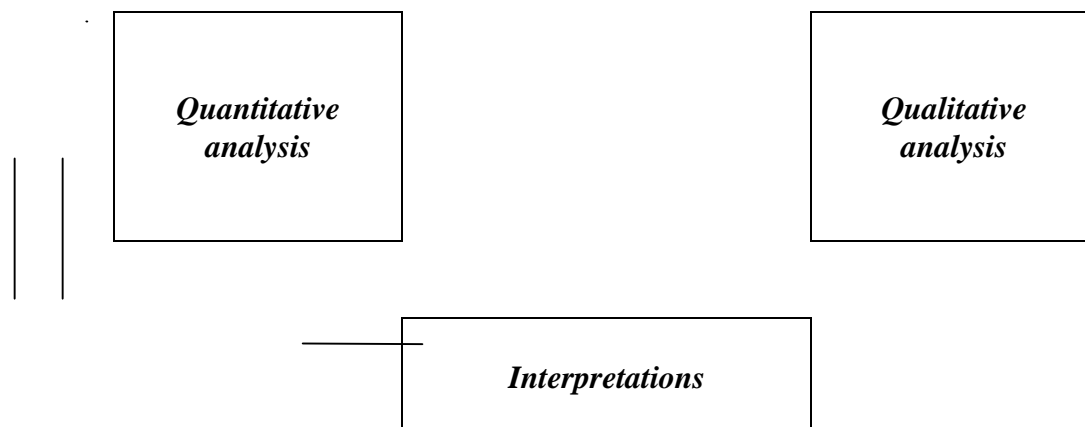 Quantitative
analysis
Qualitative
analysis
Interpretations